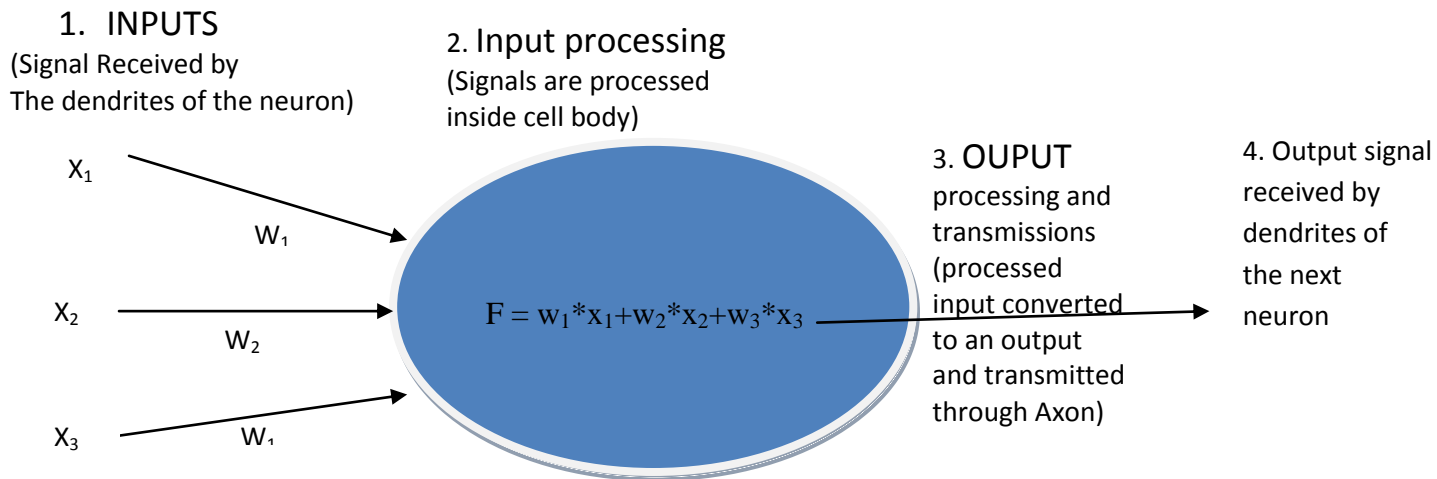 1. INPUTS
(Signal Received by
The dendrites of the neuron)
X₁
W₁
X₂
W₂
X₃
W₁
2. Input processing
(Signals are processed
inside cell body)
F = w₁*x₁+w₂*x₂+w₃*x₃
3. OUPUT
processing and
transmissions
(processed
input converted
to an output
and transmitted
through Axon)
4. Output signal
received by
dendrites of
the next
neuron